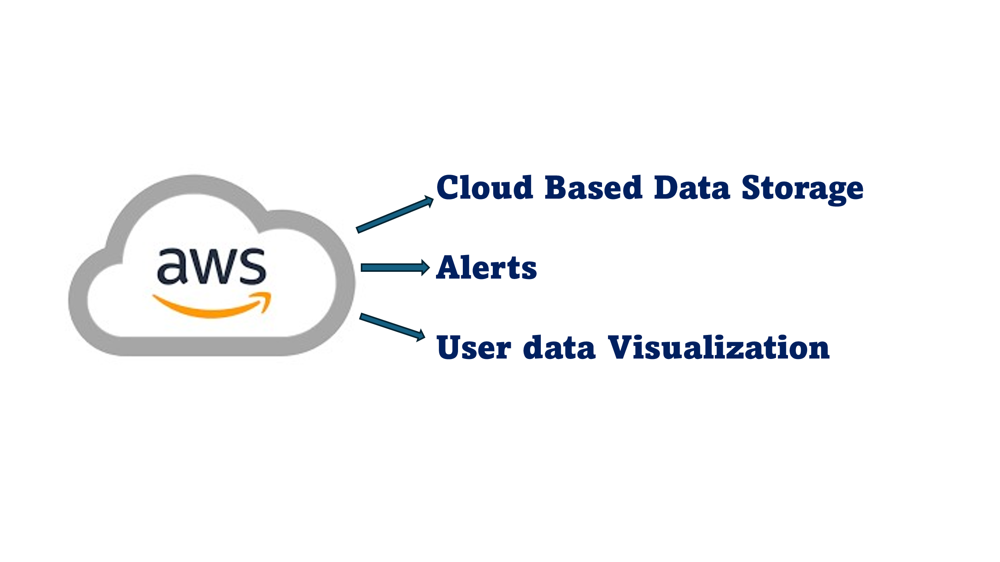 aws
Cloud Based Data Storage
Alerts
User data Visualization